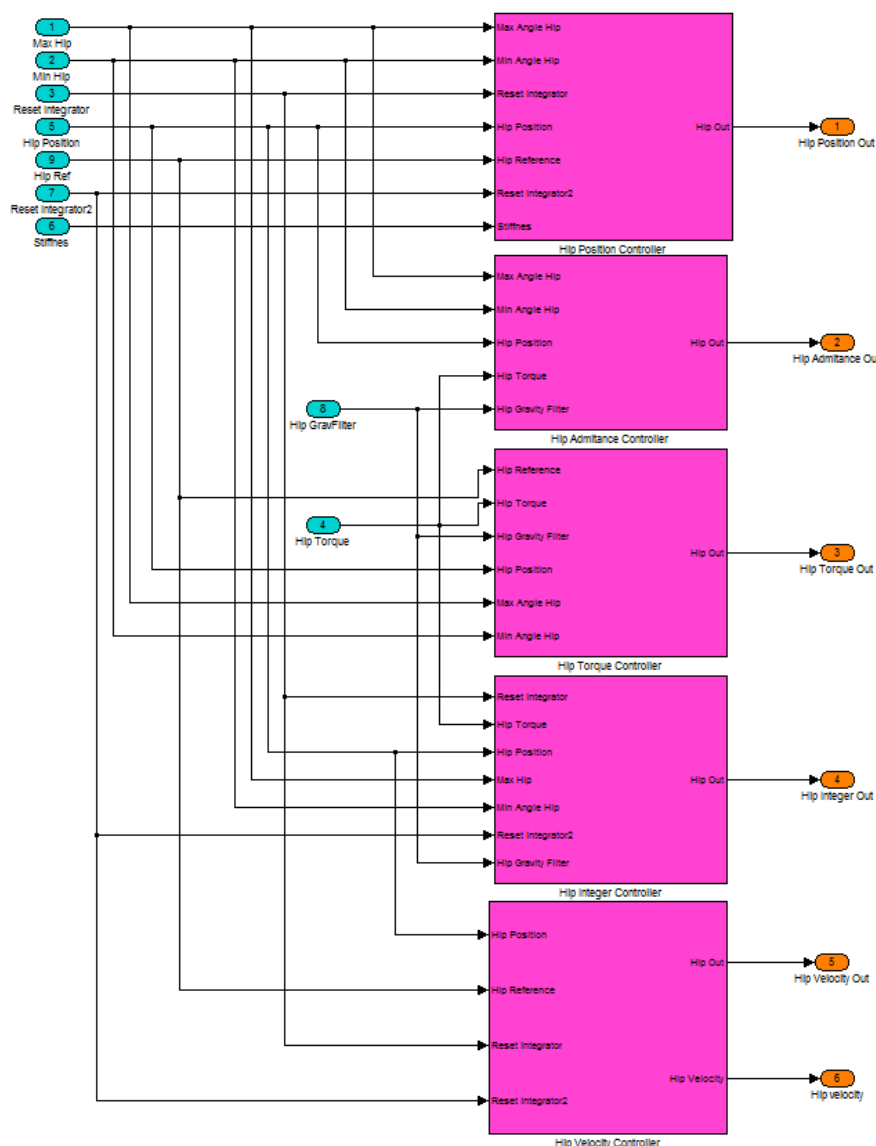 1
Max Hip
2
Min Hip
3
Reset Integrator
5
Hip Position
9
Hip Ref
7
Reset Integrator2
6
Stiffnes
Max Angle Hip
Min Angle Hip
Reset Integrator
Hip Position
Hip Reference
Reset Integrator2
Stiffnes
Hip Out
Hip Position Controller
1
Hip Position Out
Max Angle Hip
Min Angle Hip
Hip Position
Hip Torque
Hip Gravity Filter
Hip Out
Hip Admitance Controller
2
Hip Admitance Ou
8
Hip GravFilter
4
Hip Torque
Hip Reference
Hip Torque
Hip Gravity Filter
Hip Position
Max Angle Hip
Min Angle Hip
Hip Out
Hip Torque Controller
3
Hip Torque Out
Reset Integrator
Hip Torque
Hip Position
Max Hip
Min Angle Hip
Reset Integrator2
Hip Gravity Filter
Hip Out
Hip Integer Controller
4
Hip Integer Out
Hip Position
Hip Reference
Reset Integrator
Reset Integrator2
Hip Out
Hip Velocity
Hip Velocity Controller
5
Hip Velocity Out
6
Hip velocity